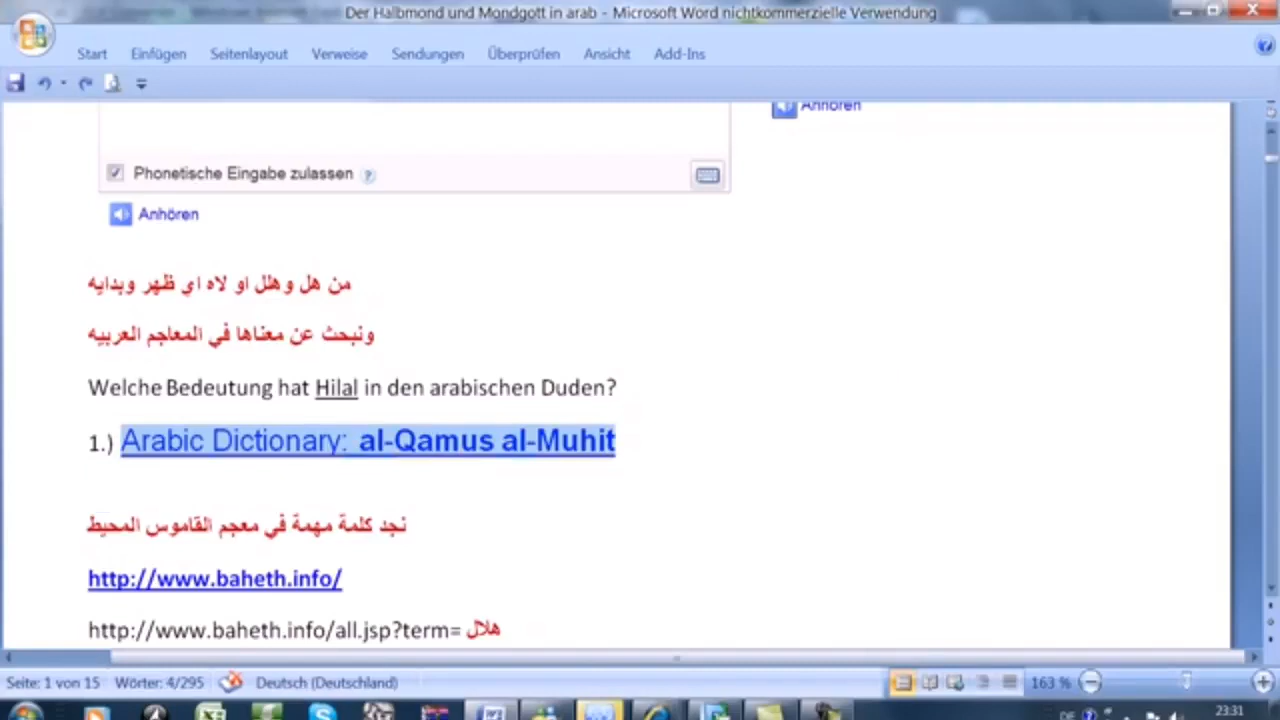 Der Halbmond und Mondgott in arab - Microsoft Word nichtkommerzielle Verwendung
Start Einfügen Seitenlayout Verweise Sendungen Überprüfen Ansicht Add-Ins
Anhören
Phonetische Eingabe zulassen ?
Anhören
من هل وهلل او لاه اي ظهر وبدايه
ونبحث عن معناها في المعاجم العربيه
Welche Bedeutung hat Hilal in den arabischen Duden?
1.) Arabic Dictionary: al-Qamus al-Muhit
نجد كلمة مهمة في معجم القاموس المحيط
http://www.baheth.info/
http://www.baheth.info/all.jsp?term= هلال
Seite: 1 von 15 Wörter: 4/295 Deutsch (Deutschland) 163 %
DE 23:31